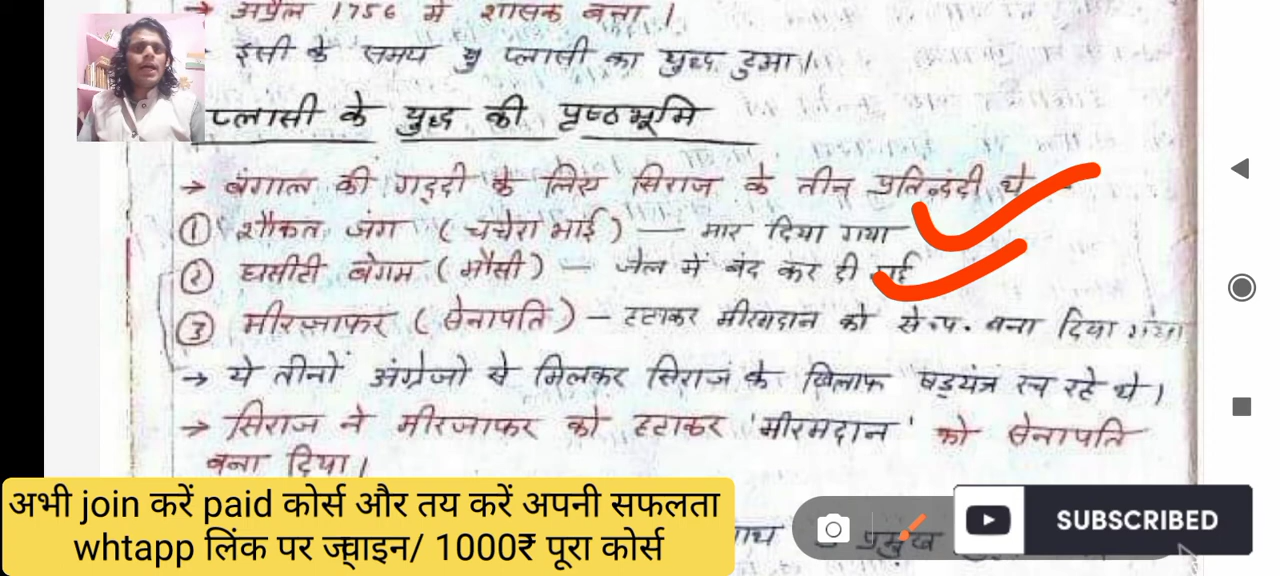 → अप्रैल 1756 में शासक बना।
इसी के समय यु प्लासी का युद्ध हुआ।
प्लासी के युद्ध की पृष्ठभूमि
→ बंगाल की गद्दी के लिए सिराज के तीन प्रतिद्वंदी थे
① शौकत जंग (चचेरा भाई) — मार दिया गया
② घसीटी बेगम (मौसी) — जेल में बंद कर दी गई
③ मीरजाफर (सेनापति) — हटाकर मीरमदान को से.प. बना दिया गया
→ ये तीनों अंग्रेजो से मिलकर सिराज के खिलाफ षड्यंत्र रच रहे थे।
→ सिराज ने मीरजाफर को हटाकर 'मीरमदान' को सेनापति
बना दिया।
प्रमुख
अभी join करें paid कोर्स और तय करें अपनी सफलता
whtapp लिंक पर ज्वाइन/ 1000₹ पूरा कोर्स
SUBSCRIBED